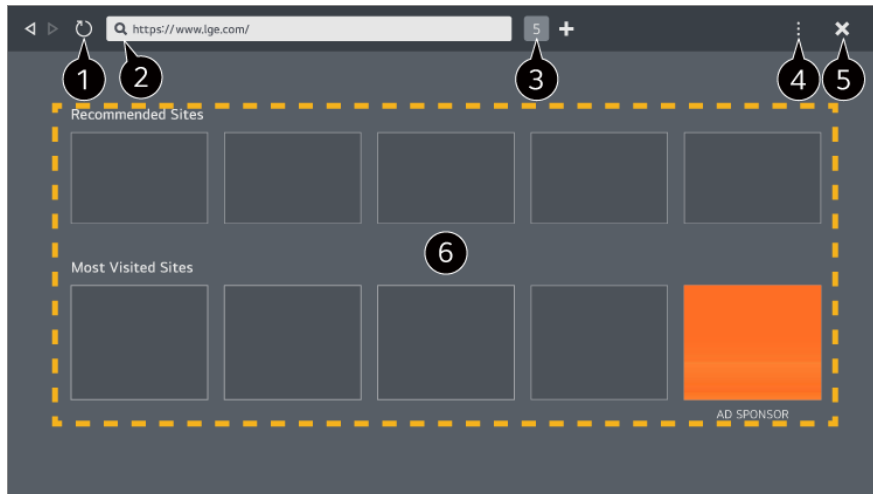 https://www.lge.com/ 5
1 2 3 4 5
Recommended Sites
6
Most Visited Sites
AD SPONSOR